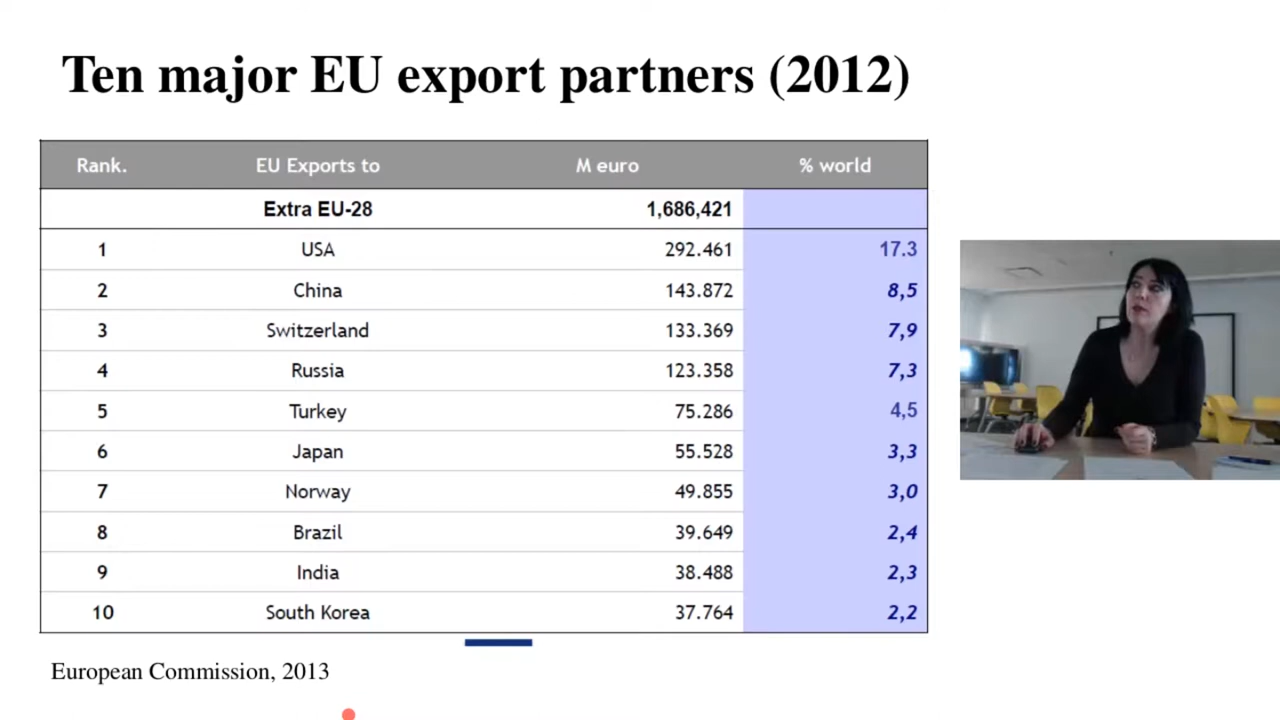 Ten major EU export partners (2012)
Rank. EU Exports to M euro % world
Extra EU-28 1,686,421
1 USA 292.461 17.3
2 China 143.872 8,5
3 Switzerland 133.369 7,9
4 Russia 123.358 7,3
5 Turkey 75.286 4,5
6 Japan 55.528 3,3
7 Norway 49.855 3,0
8 Brazil 39.649 2,4
9 India 38.488 2,3
10 South Korea 37.764 2,2
European Commission, 2013